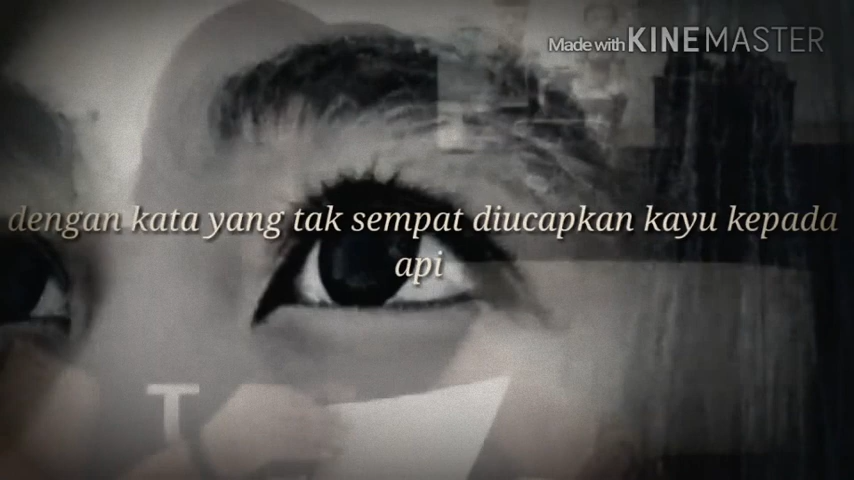 Made with KINEMASTER
dengan kata yang tak sempat diucapkan kayu kepada
api
T